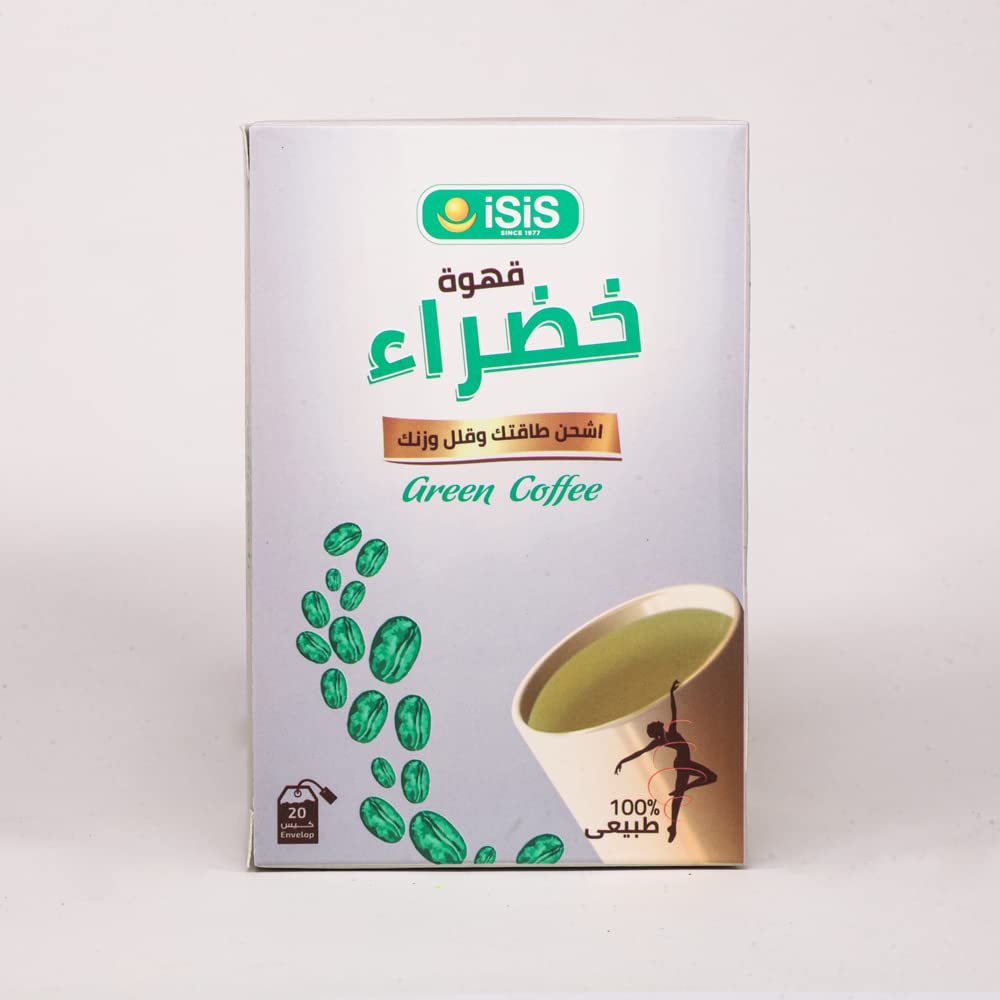 iSiS
SINCE 1977
قهوة
خضراء
اشحن طاقتك وقلل وزنك
Green Coffee
20
كيس
Envelop
100%
طبيعى